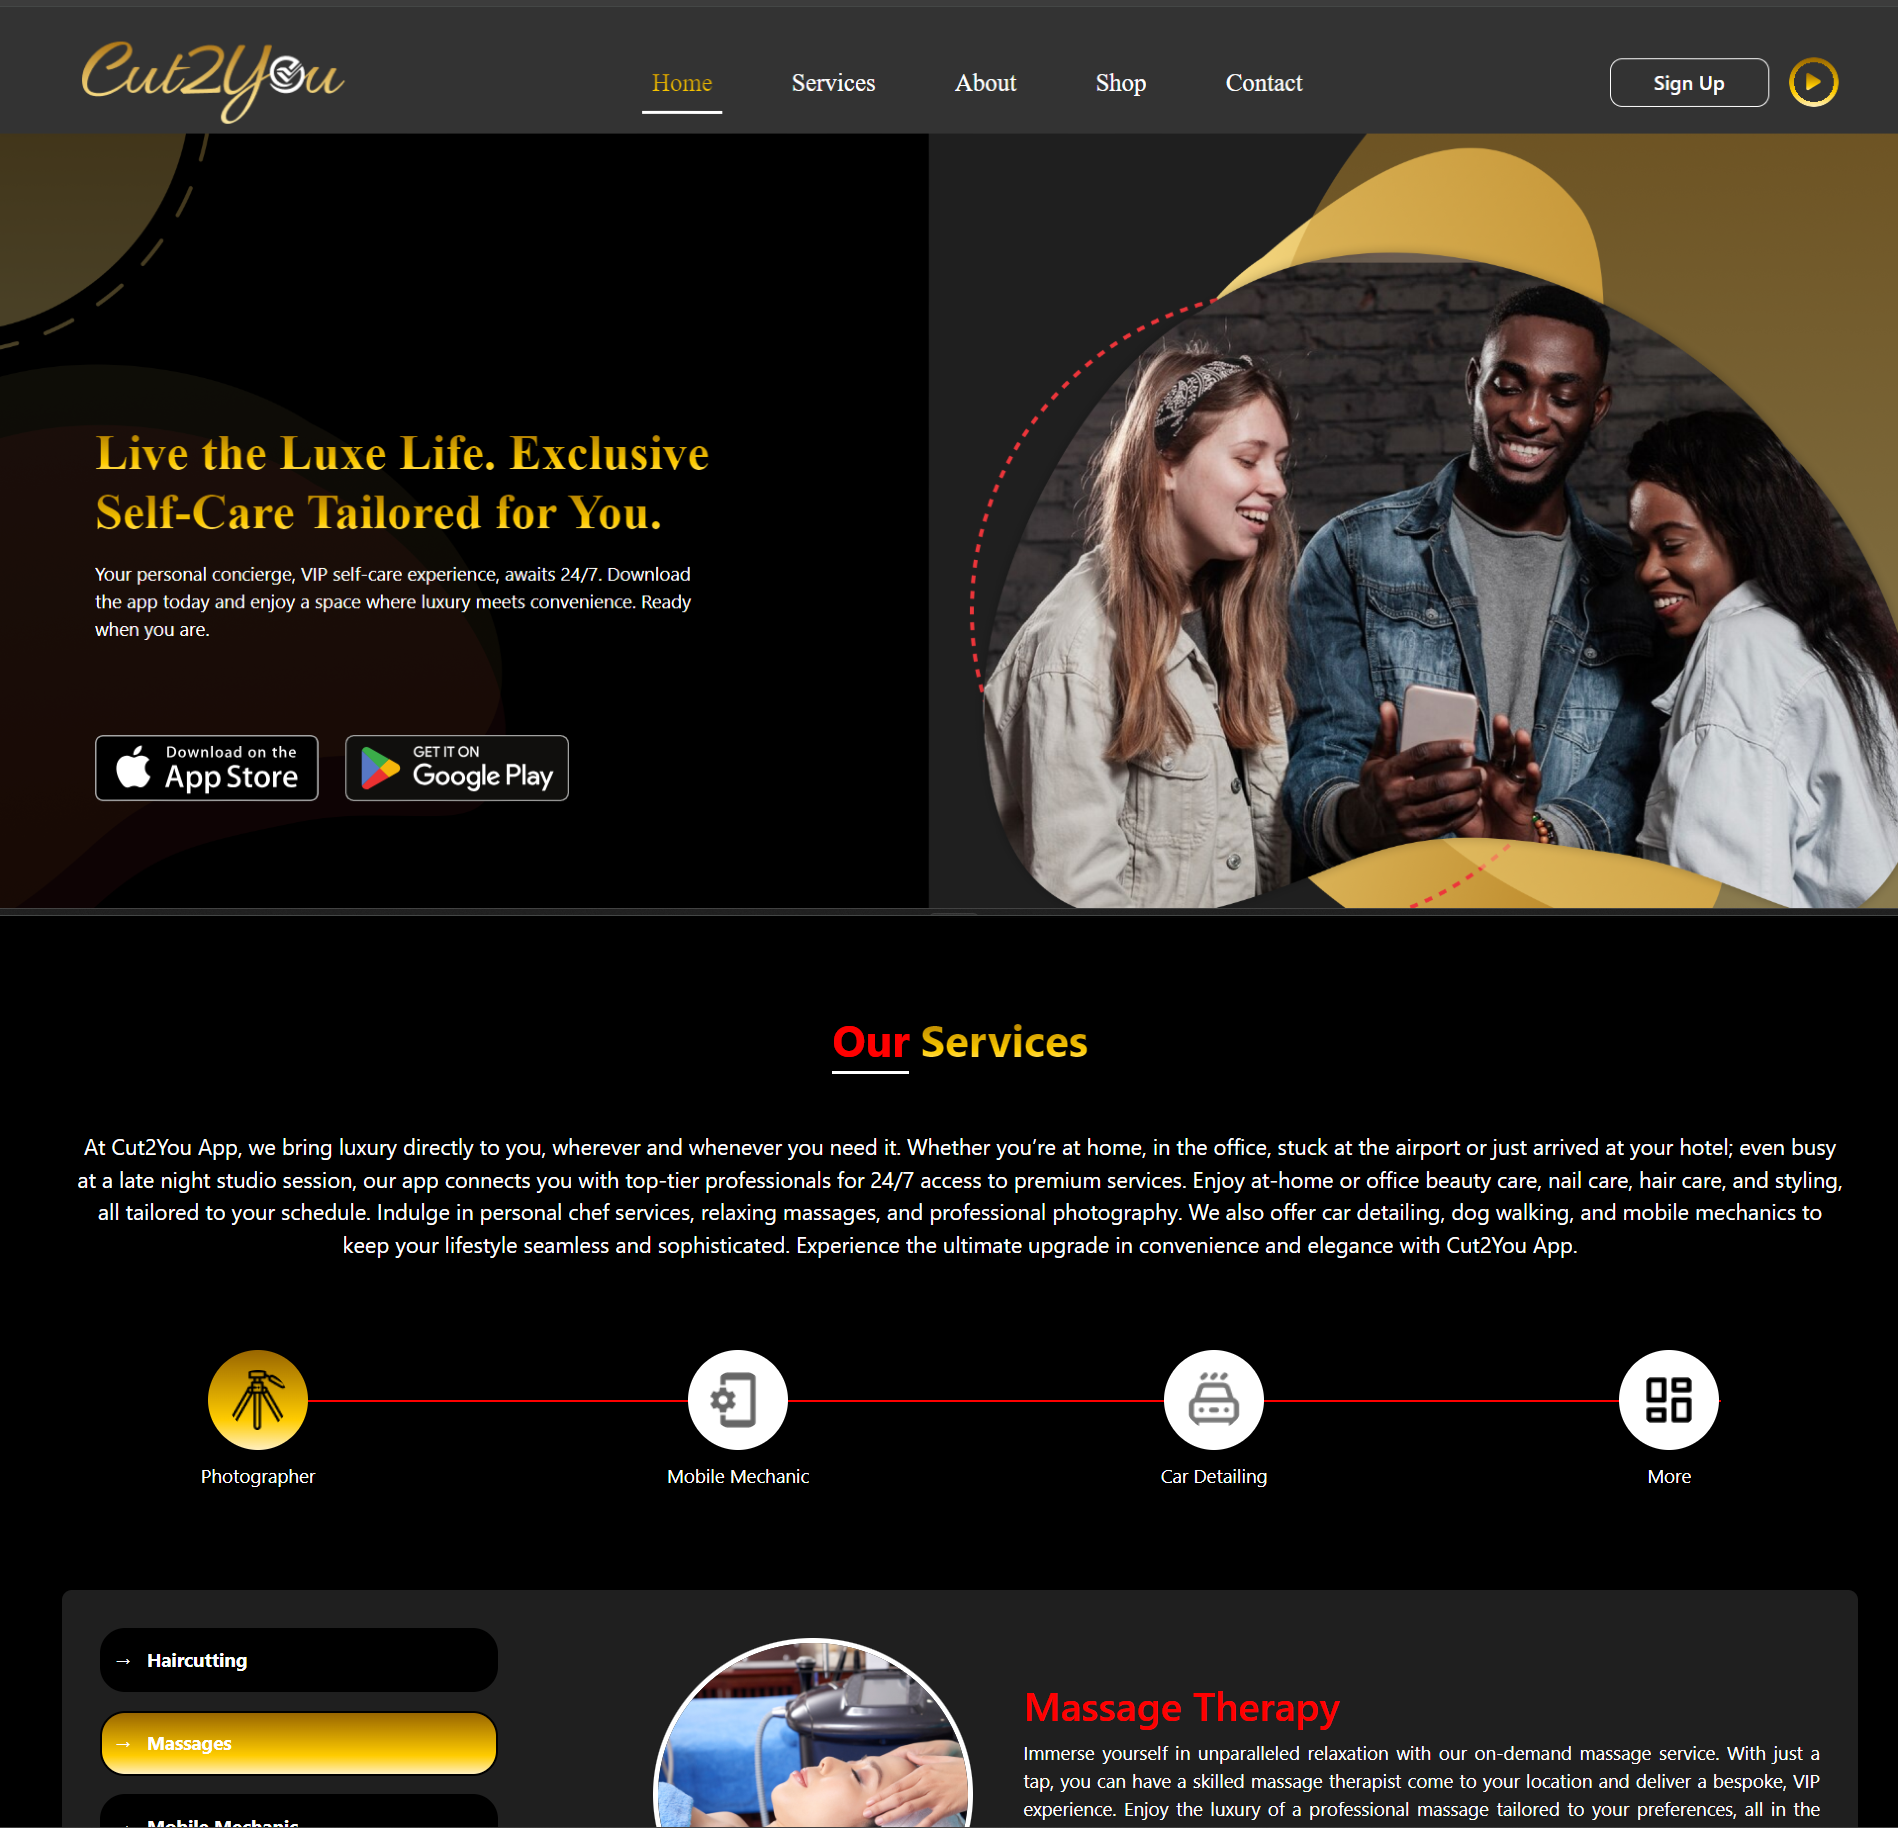 Cut2You
Home
Services
About
Shop
Contact
Sign Up
Live the Luxe Life. Exclusive
Self-Care Tailored for You.
Your personal concierge, VIP self-care experience, awaits 24/7. Download
the app today and enjoy a space where luxury meets convenience. Ready
when you are.
Download on the
App Store
GET IT ON
Google Play
Our Services
At Cut2You App, we bring luxury directly to you, wherever and whenever you need it. Whether you’re at home, in the office, stuck at the airport or just arrived at your hotel; even busy
at a late night studio session, our app connects you with top-tier professionals for 24/7 access to premium services. Enjoy at-home or office beauty care, nail care, hair care, and styling,
all tailored to your schedule. Indulge in personal chef services, relaxing massages, and professional photography. We also offer car detailing, dog walking, and mobile mechanics to
keep your lifestyle seamless and sophisticated. Experience the ultimate upgrade in convenience and elegance with Cut2You App.
Photographer
Mobile Mechanic
Car Detailing
More
→ Haircutting
→ Massages
→ Mobile Mechanic
Massage Therapy
Immerse yourself in unparalleled relaxation with our on-demand massage service. With just a
tap, you can have a skilled massage therapist come to your location and deliver a bespoke, VIP
experience. Enjoy the luxury of a professional massage tailored to your preferences, all in the